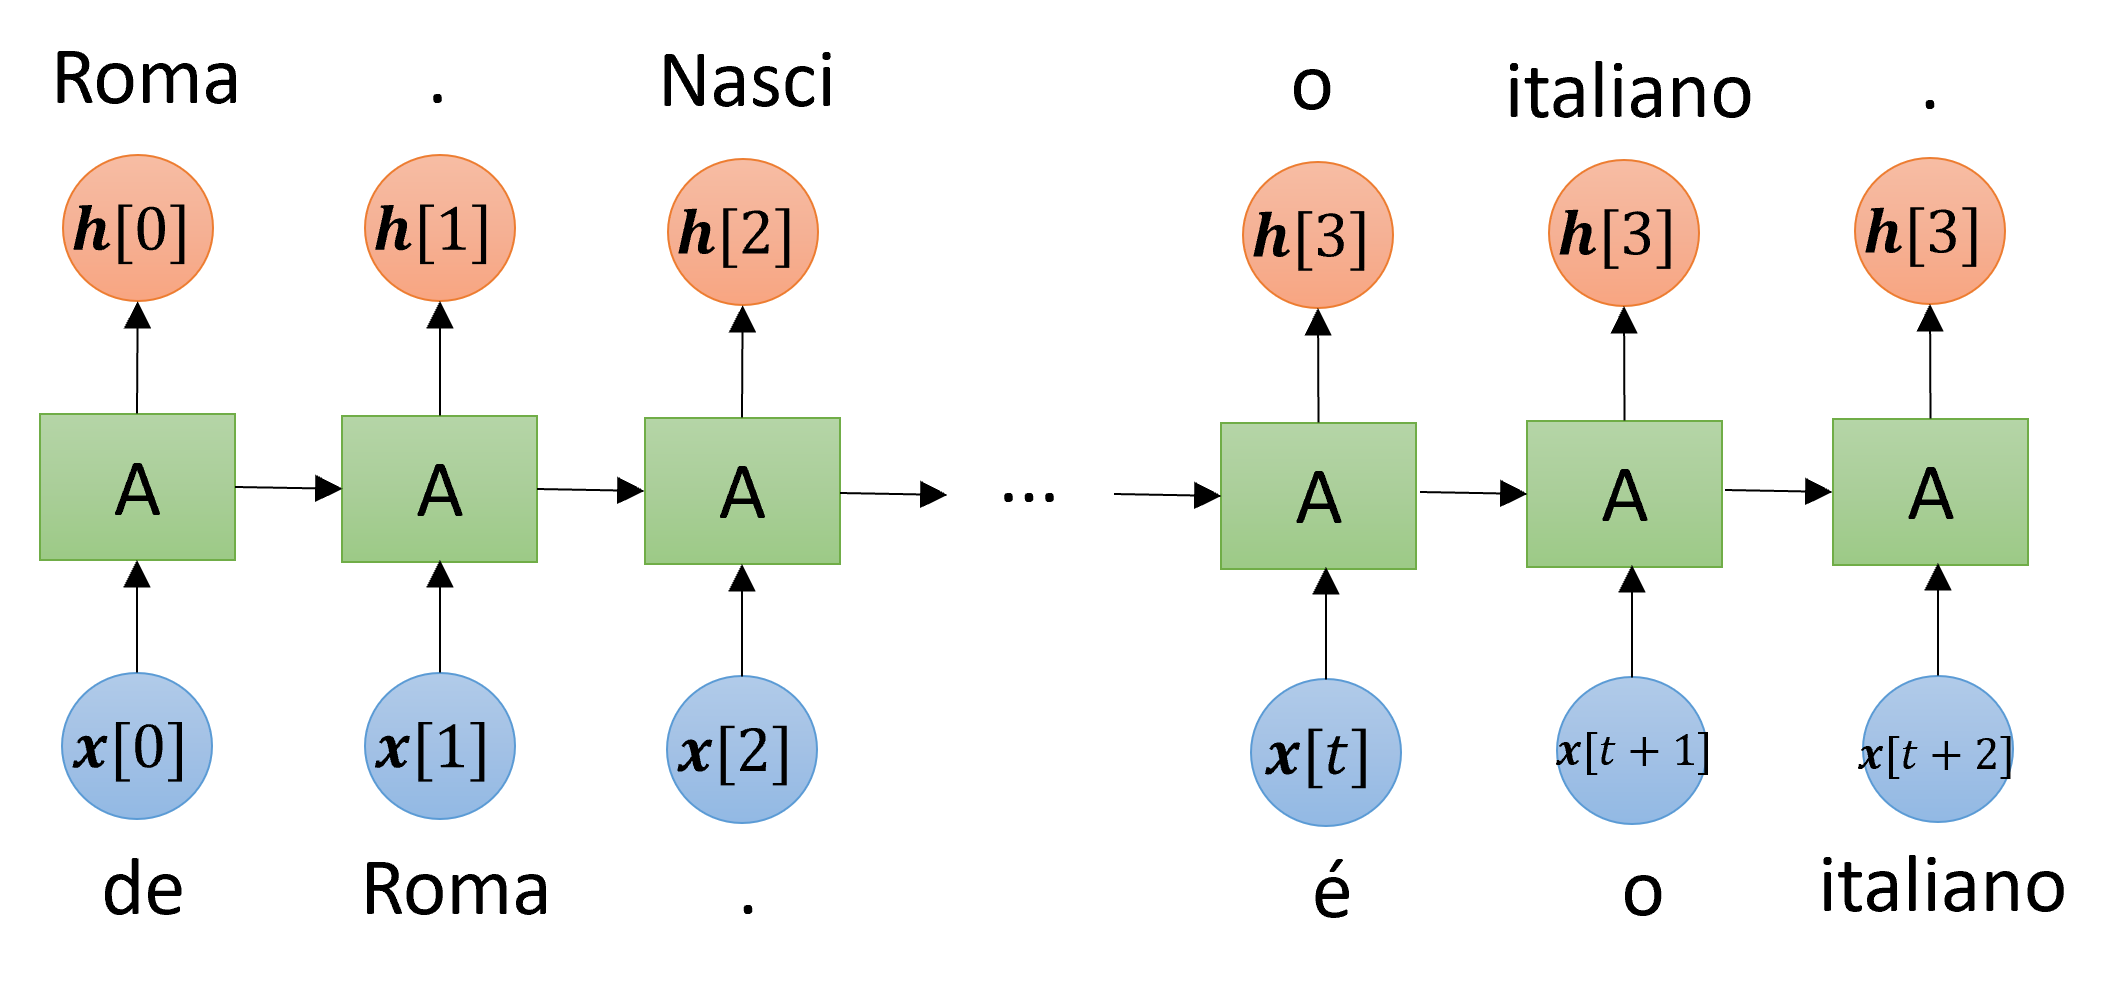 Roma . Nasci o italiano .
h[0] h[1] h[2] h[3] h[3] h[3]
A A A ... A A A
x[0] x[1] x[2] x[t] x[t + 1] x[t + 2]
de Roma . é o italiano